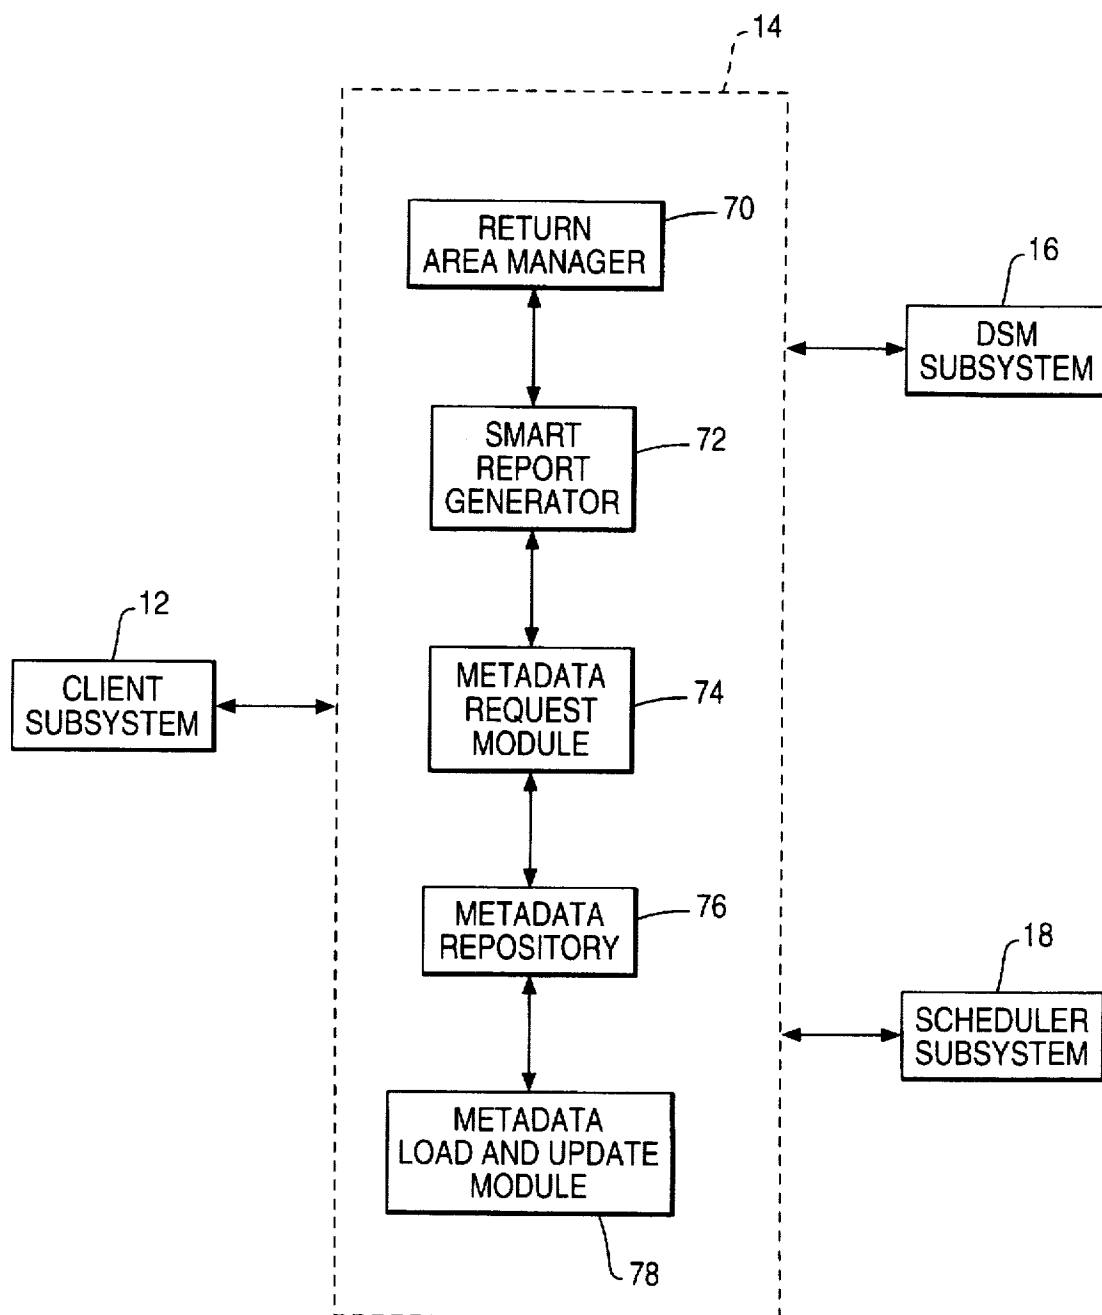 14
RETURN
AREA MANAGER
70
16
DSM
SUBSYSTEM
SMART
REPORT
GENERATOR
72
12
CLIENT
SUBSYSTEM
METADATA
REQUEST
MODULE
74
METADATA
REPOSITORY
76
18
SCHEDULER
SUBSYSTEM
METADATA
LOAD AND UPDATE
MODULE
78